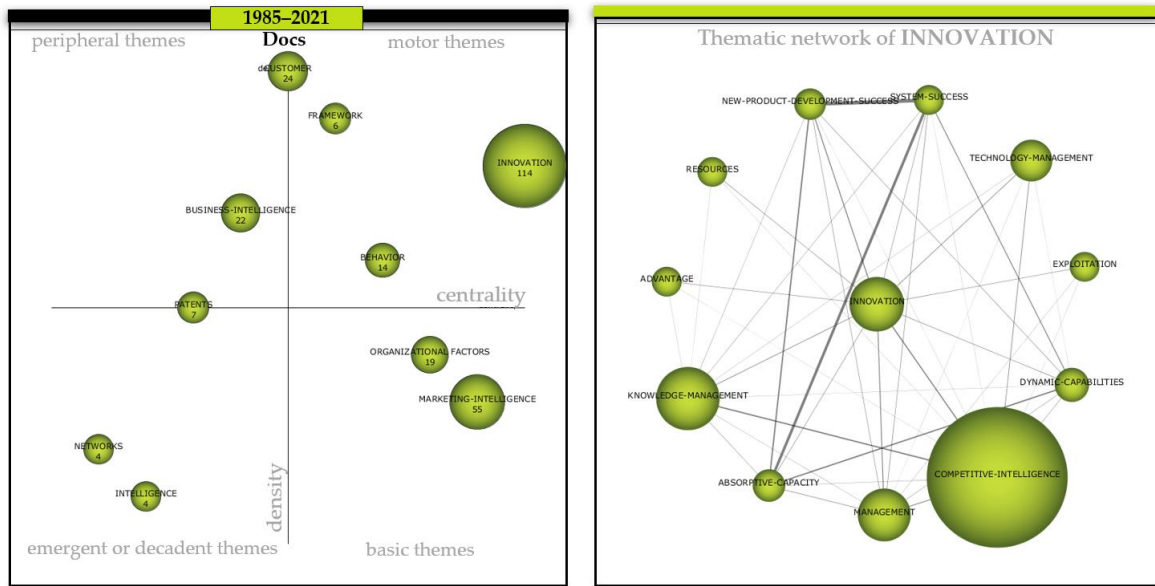 1985–2021
peripheral themes
Docs
motor themes
CUSTOMER
24
FRAMEWORK
6
INNOVATION
114
BUSINESS-INTELLIGENCE
22
BEHAVIOR
14
centrality
PATENTS
7
ORGANIZATIONAL FACTORS
19
MARKETING-INTELLIGENCE
55
NETWORKS
4
INTELLIGENCE
4
density
emergent or decadent themes
basic themes
Thematic network of INNOVATION
NEW-PRODUCT-DEVELOPMENT-SUCCESS
SYSTEM-SUCCESS
TECHNOLOGY-MANAGEMENT
RESOURCES
EXPLOITATION
ADVANTAGE
INNOVATION
DYNAMIC-CAPABILITIES
KNOWLEDGE-MANAGEMENT
COMPETITIVE-INTELLIGENCE
ABSORPTIVE-CAPACITY
MANAGEMENT